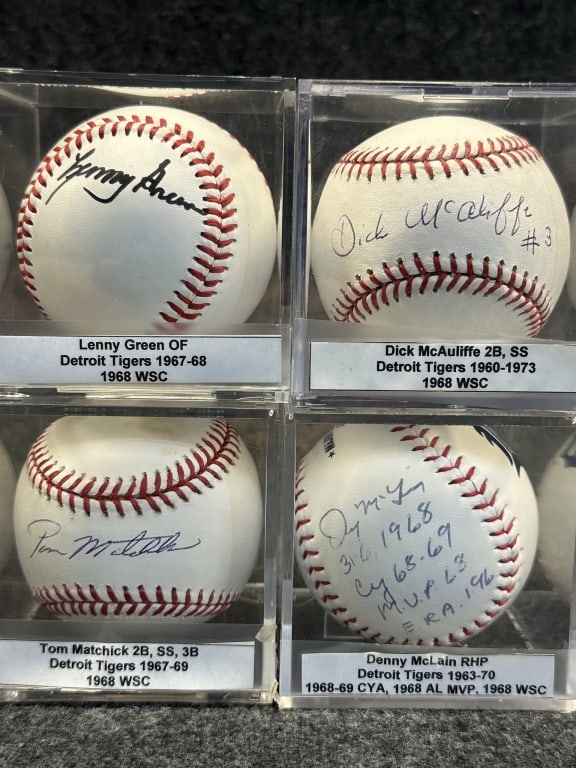 Lenny Green
Lenny Green OF
Detroit Tigers 1967-68
1968 WSC
Dick McAuliffe
#3
Dick McAuliffe 2B, SS
Detroit Tigers 1960-1973
1968 WSC
Tom Matchick
Tom Matchick 2B, SS, 3B
Detroit Tigers 1967-69
1968 WSC
Denny McLain
31-6, 1968
Cy 68-69
M.V.P. 68
E.R.A. 1.96
Denny McLain RHP
Detroit Tigers 1963-70
1968-69 CYA, 1968 AL MVP, 1968 WSC